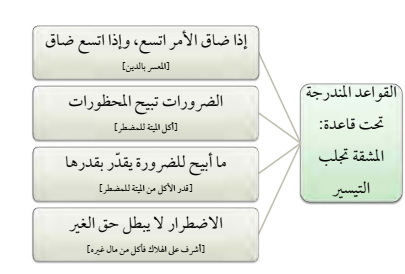 القواعد المندرجة
تحت قاعدة:
المشقة تجلب
التيسير
إذا ضاق الأمر اتسع، وإذا اتسع ضاق
[المعسر بالدين]
الضرورات تبيح المحظورات
[أكل الميتة للمضطر]
ما أبيح للضرورة يقدّر بقدرها
[قدر الأكل من الميتة للمضطر]
الاضطرار لا يبطل حق الغير
[أشرف على الهلاك فأكل من مال غيره]